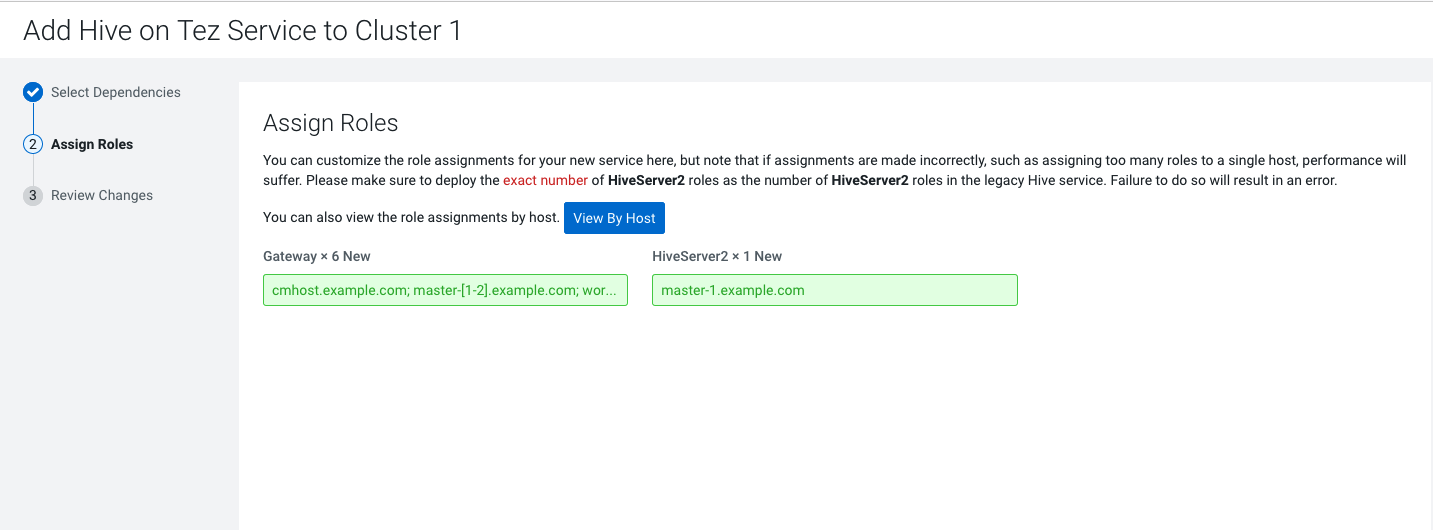 Add Hive on Tez Service to Cluster 1
Select Dependencies
2 Assign Roles
3 Review Changes
Assign Roles
You can customize the role assignments for your new service here, but note that if assignments are made incorrectly, such as assigning too many roles to a single host, performance will
suffer. Please make sure to deploy the exact number of HiveServer2 roles as the number of HiveServer2 roles in the legacy Hive service. Failure to do so will result in an error.
You can also view the role assignments by host. View By Host
Gateway × 6 New
cmhost.example.com; master-[1-2].example.com; wor...
HiveServer2 × 1 New
master-1.example.com